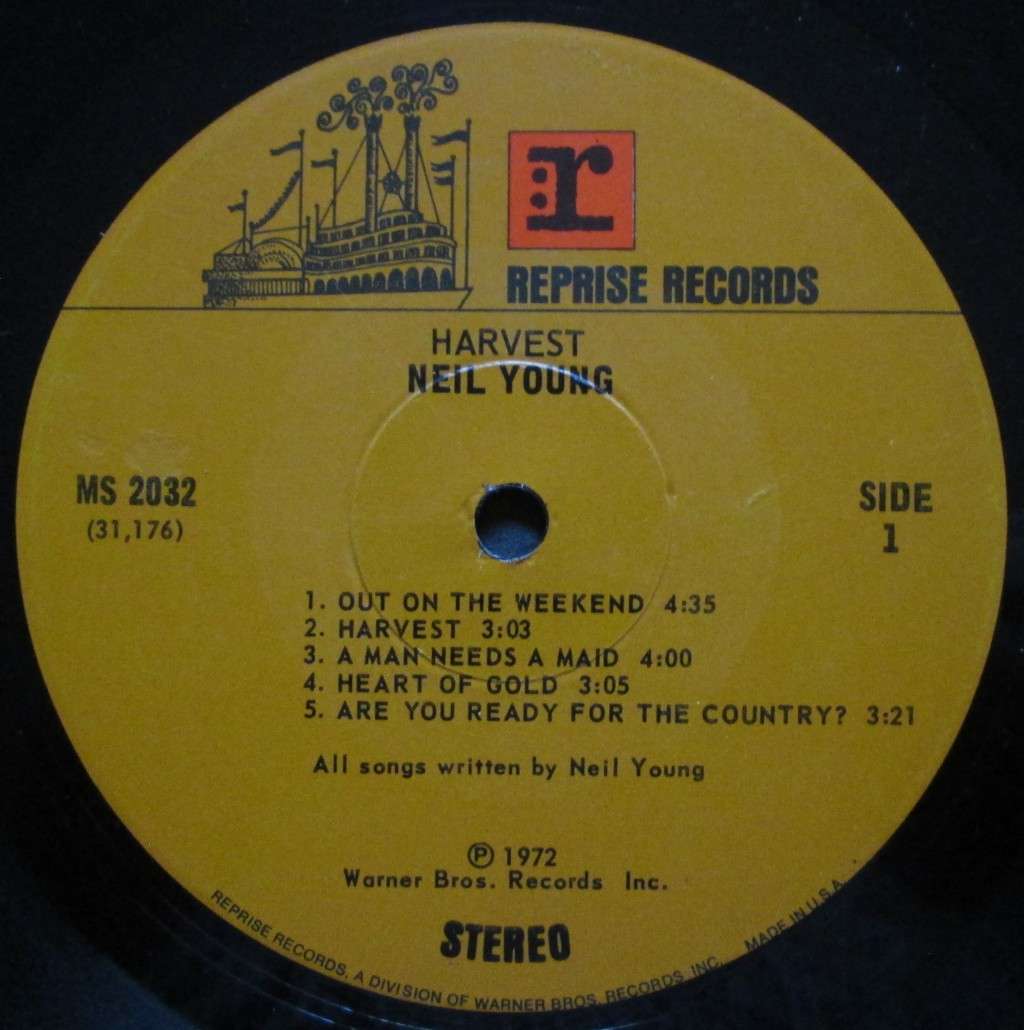 r
REPRISE RECORDS
HARVEST
NEIL YOUNG
MS 2032
(31,176)
SIDE
1
1. OUT ON THE WEEKEND 4:35
2. HARVEST 3:03
3. A MAN NEEDS A MAID 4:00
4. HEART OF GOLD 3:05
5. ARE YOU READY FOR THE COUNTRY? 3:21
All songs written by Neil Young
Ⓟ 1972
Warner Bros. Records Inc.
STEREO
REPRISE RECORDS, A DIVISION OF WARNER BROS. RECORDS INC. MADE IN U.S.A.